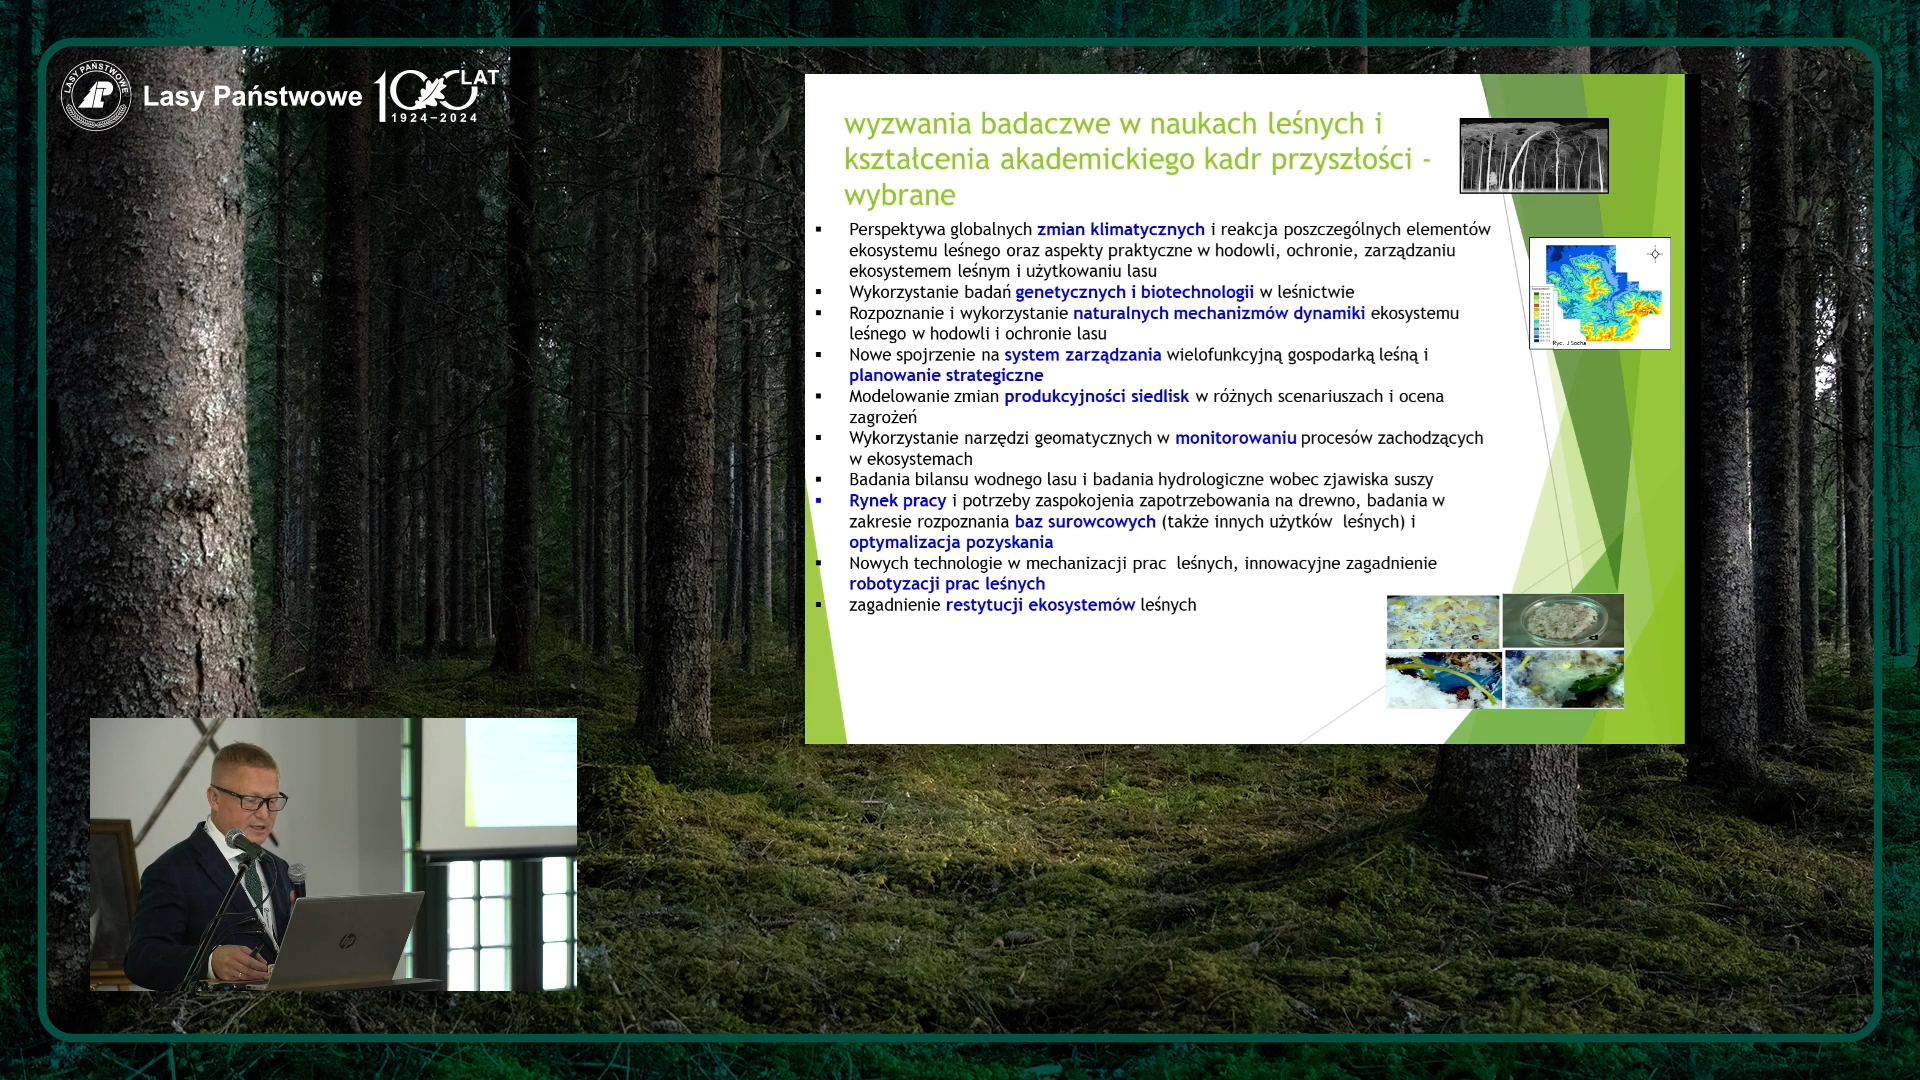 LASY PAŃSTWOWE
Lasy Państwowe
100 LAT
1924–2024
wyzwania badaczwe w naukach leśnych i
kształcenia akademickiego kadr przyszłości -
wybrane
▪ Perspektywa globalnych zmian klimatycznych i reakcja poszczególnych elementów
ekosystemu leśnego oraz aspekty praktyczne w hodowli, ochronie, zarządzaniu
ekosystemem leśnym i użytkowaniu lasu
▪ Wykorzystanie badań genetycznych i biotechnologii w leśnictwie
▪ Rozpoznanie i wykorzystanie naturalnych mechanizmów dynamiki ekosystemu
leśnego w hodowli i ochronie lasu
▪ Nowe spojrzenie na system zarządzania wielofunkcyjną gospodarką leśną i
planowanie strategiczne
▪ Modelowanie zmian produkcyjności siedlisk w różnych scenariuszach i ocena
zagrożeń
▪ Wykorzystanie narzędzi geomatycznych w monitorowaniu procesów zachodzących
w ekosystemach
▪ Badania bilansu wodnego lasu i badania hydrologiczne wobec zjawiska suszy
▪ Rynek pracy i potrzeby zaspokojenia zapotrzebowania na drewno, badania w
zakresie rozpoznania baz surowcowych (także innych użytków leśnych) i
optymalizacja pozyskania
▪ Nowych technologie w mechanizacji prac leśnych, innowacyjne zagadnienie
robotyzacji prac leśnych
▪ zagadnienie restytucji ekosystemów leśnych
Ryc. J Socha
c
d
hp